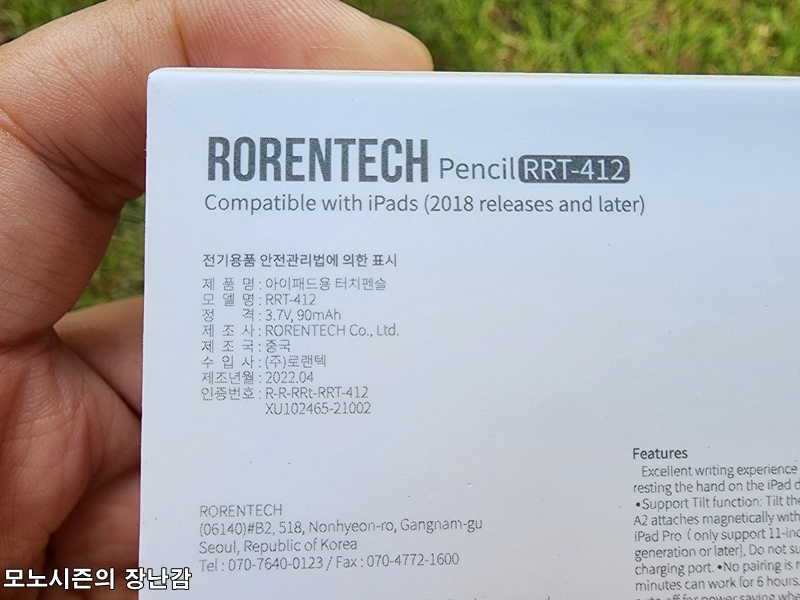 RORENTECH Pencil RRT-412
Compatible with iPads (2018 releases and later)
전기용품 안전관리법에 의한 표시
제 품 명 : 아이패드용 터치펜슬
모 델 명 : RRT-412
정 격 : 3.7V, 90mAh
제 조 사 : RORENTECH Co., Ltd.
제 조 국 : 중국
수 입 사 : (주)로랜텍
제조년월 : 2022.04
인증번호 : R-R-RRt-RRT-412
XU102465-21002
RORENTECH
(06140)#B2, 518, Nonhyeon-ro, Gangnam-gu
Seoul, Republic of Korea
Tel : 070-7640-0123 / Fax : 070-4772-1600
Features
Excellent writing experience
resting the hand on the iPad
•Support Tilt function: Tilt the
A2 attaches magnetically with
iPad Pro ( only support 11-inc
generation or later). Do not su
charging port. •No pairing is r
minutes can work for 6 hours.
auto off for power saving whe
모노시즌의 장난감